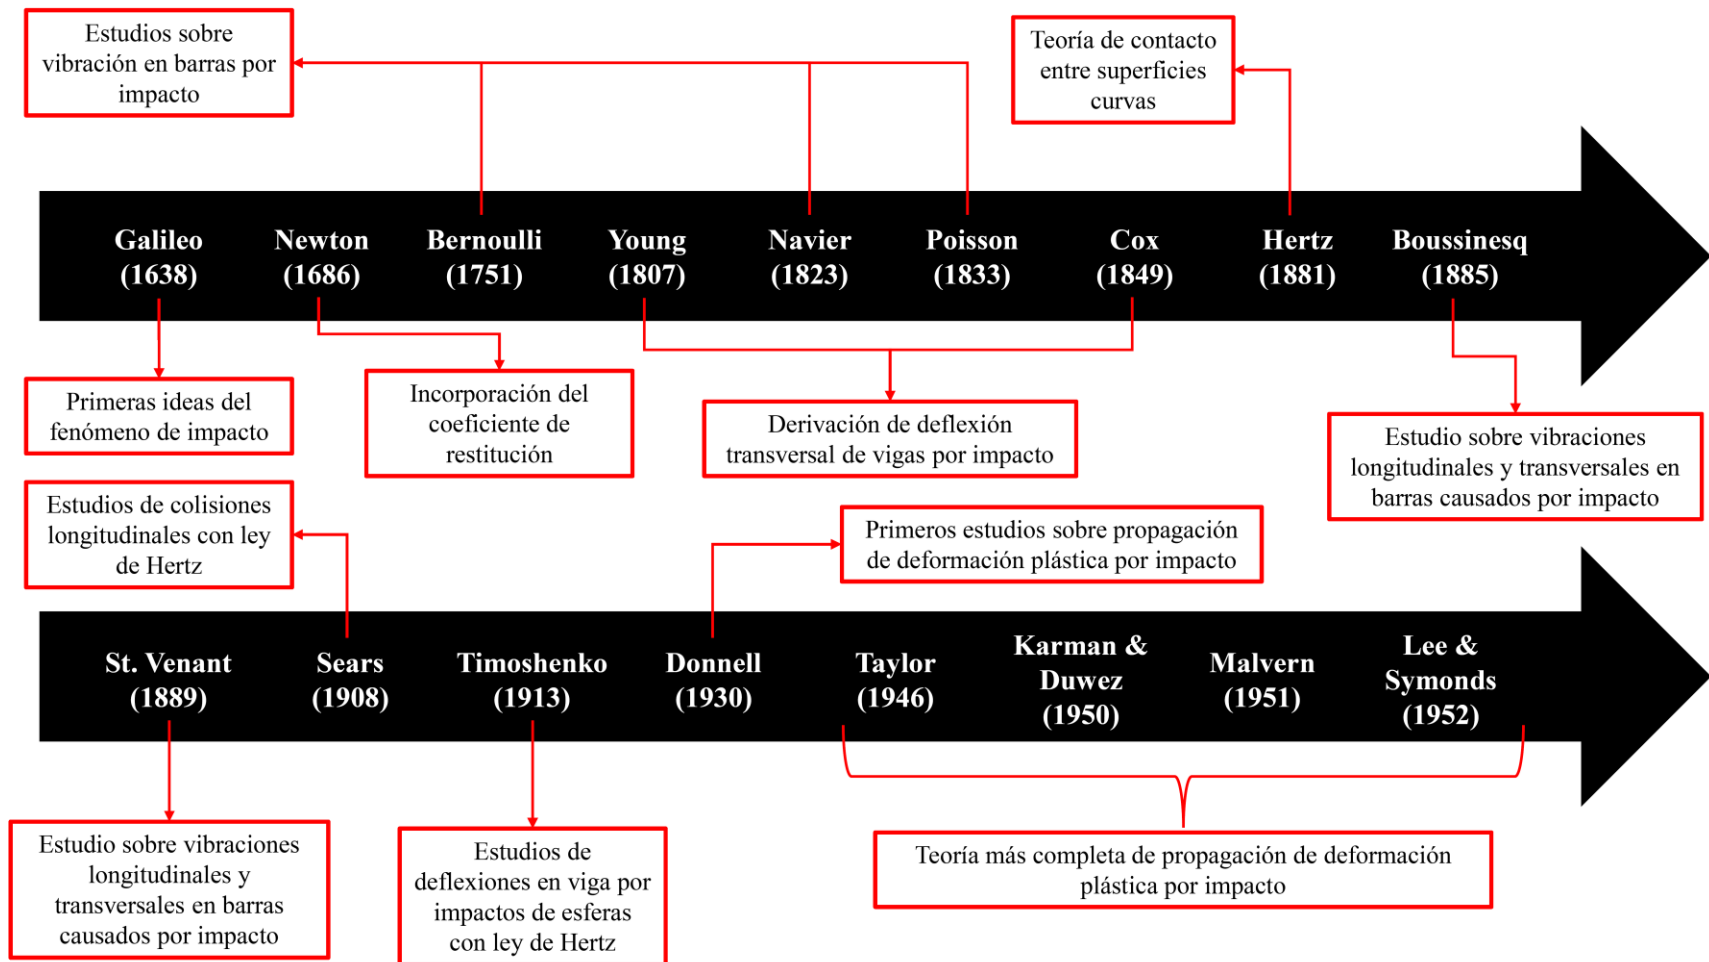 Estudios sobre
vibración en barras por
impacto
Teoría de contacto
entre superficies
curvas
Galileo
(1638)
Newton
(1686)
Bernoulli
(1751)
Young
(1807)
Navier
(1823)
Poisson
(1833)
Cox
(1849)
Hertz
(1881)
Boussinesq
(1885)
Primeras ideas del
fenómeno de impacto
Incorporación del
coeficiente de
restitución
Derivación de deflexión
transversal de vigas por impacto
Estudio sobre vibraciones
longitudinales y transversales en
barras causados por impacto
Estudios de colisiones
longitudinales con ley
de Hertz
Primeros estudios sobre propagación
de deformación plástica por impacto
St. Venant
(1889)
Sears
(1908)
Timoshenko
(1913)
Donnell
(1930)
Taylor
(1946)
Karman &
Duwez
(1950)
Malvern
(1951)
Lee &
Symonds
(1952)
Estudio sobre vibraciones
longitudinales y
transversales en barras
causados por impacto
Estudios de
deflexiones en viga por
impactos de esferas
con ley de Hertz
Teoría más completa de propagación de deformación
plástica por impacto